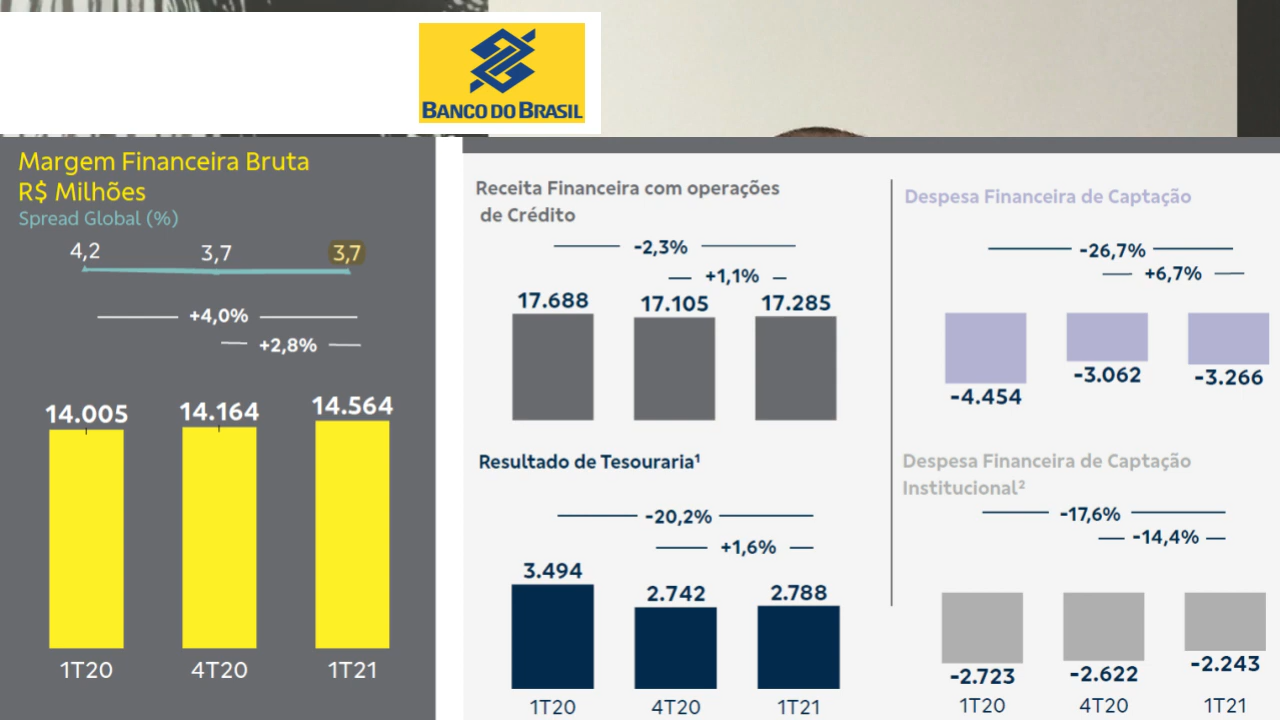 BANCO DO BRASIL
Margem Financeira Bruta
R$ Milhões
Spread Global (%)
4,2 3,7 3,7
+4,0%
+2,8%
14.005 14.164 14.564
1T20 4T20 1T21
Receita Financeira com operações
de Crédito
-2,3%
+1,1%
17.688 17.105 17.285
Despesa Financeira de Captação
-26,7%
+6,7%
-4.454 -3.062 -3.266
Resultado de Tesouraria¹
-20,2%
+1,6%
3.494 2.742 2.788
1T20 4T20 1T21
Despesa Financeira de Captação
Institucional²
-17,6%
-14,4%
-2.723 -2.622 -2.243
1T20 4T20 1T21